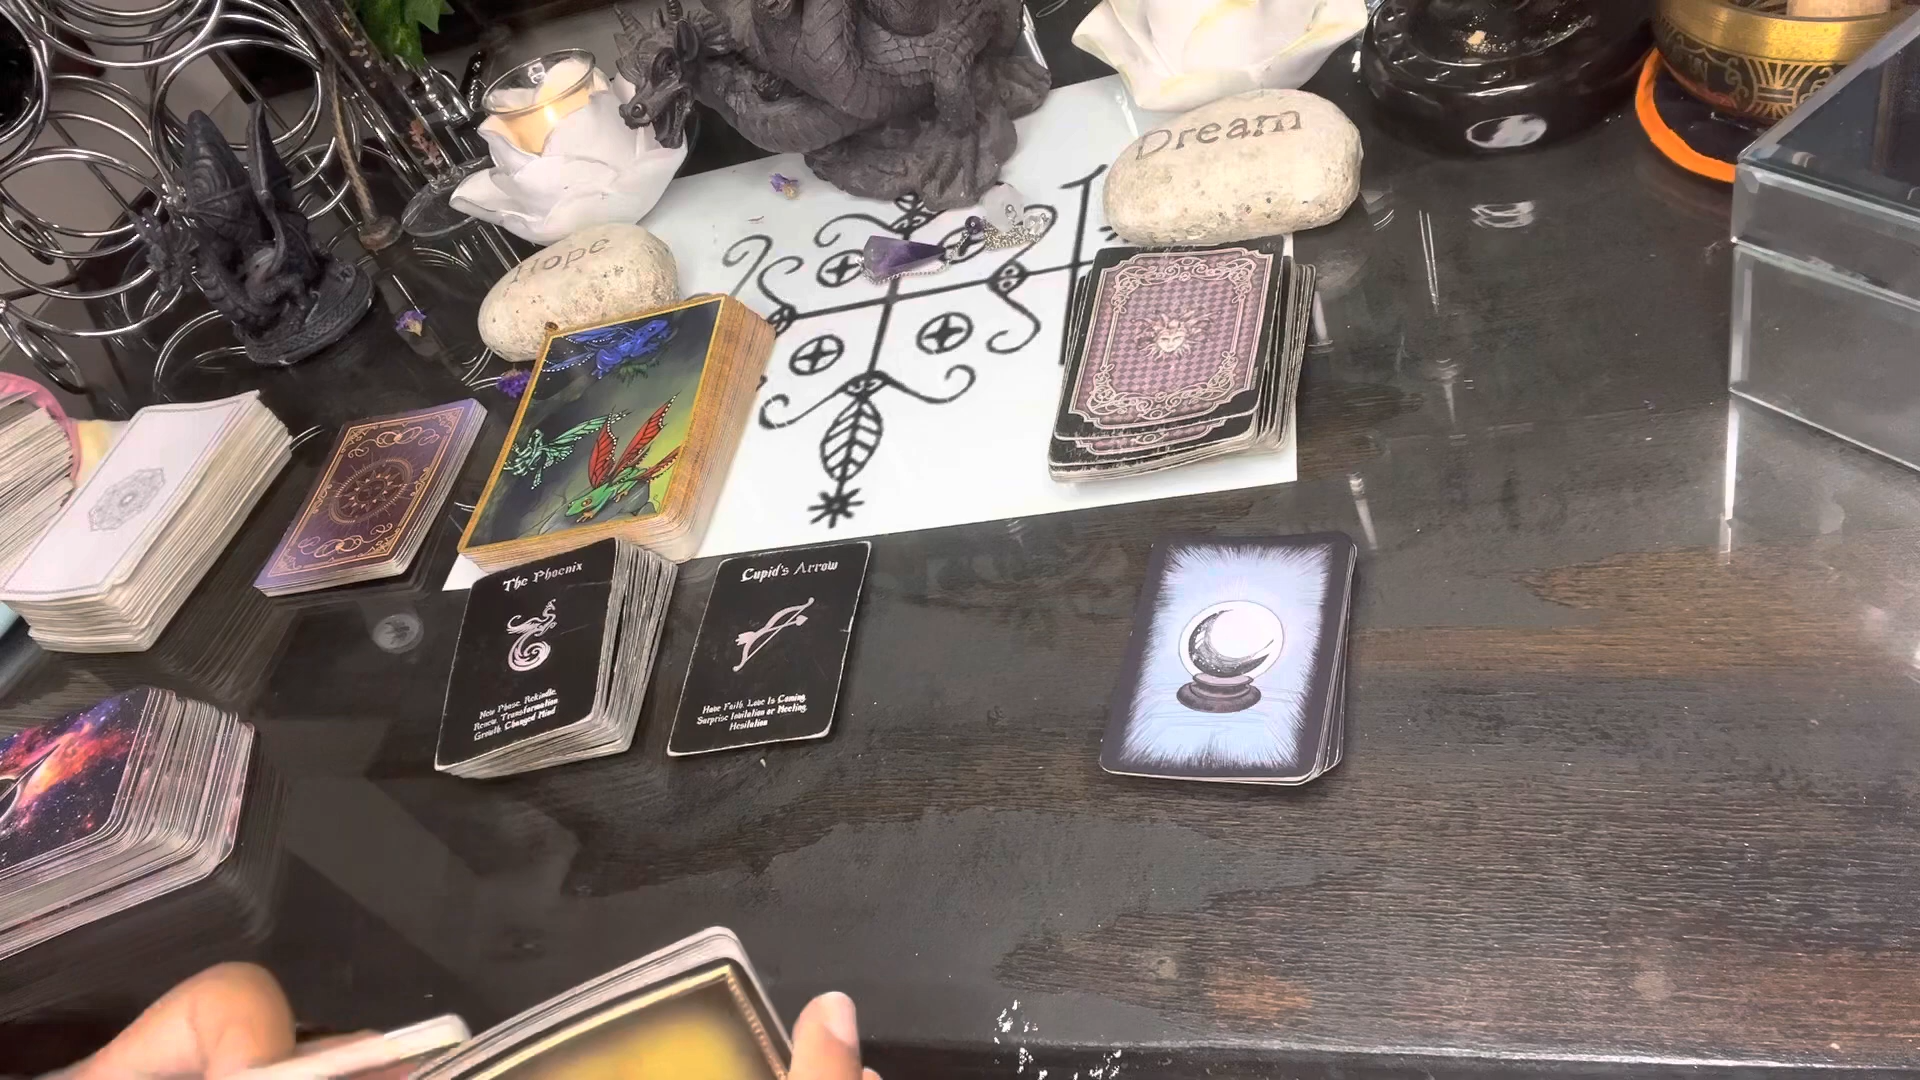 Dream
Hope
The Phoenix
New Phase, Rekindle,
Renew, Transformation
Growth, Changed Mind
Cupid's Arrow
Have Faith, Love Is Coming,
Surprise Invitation or Meeting,
Hesitation